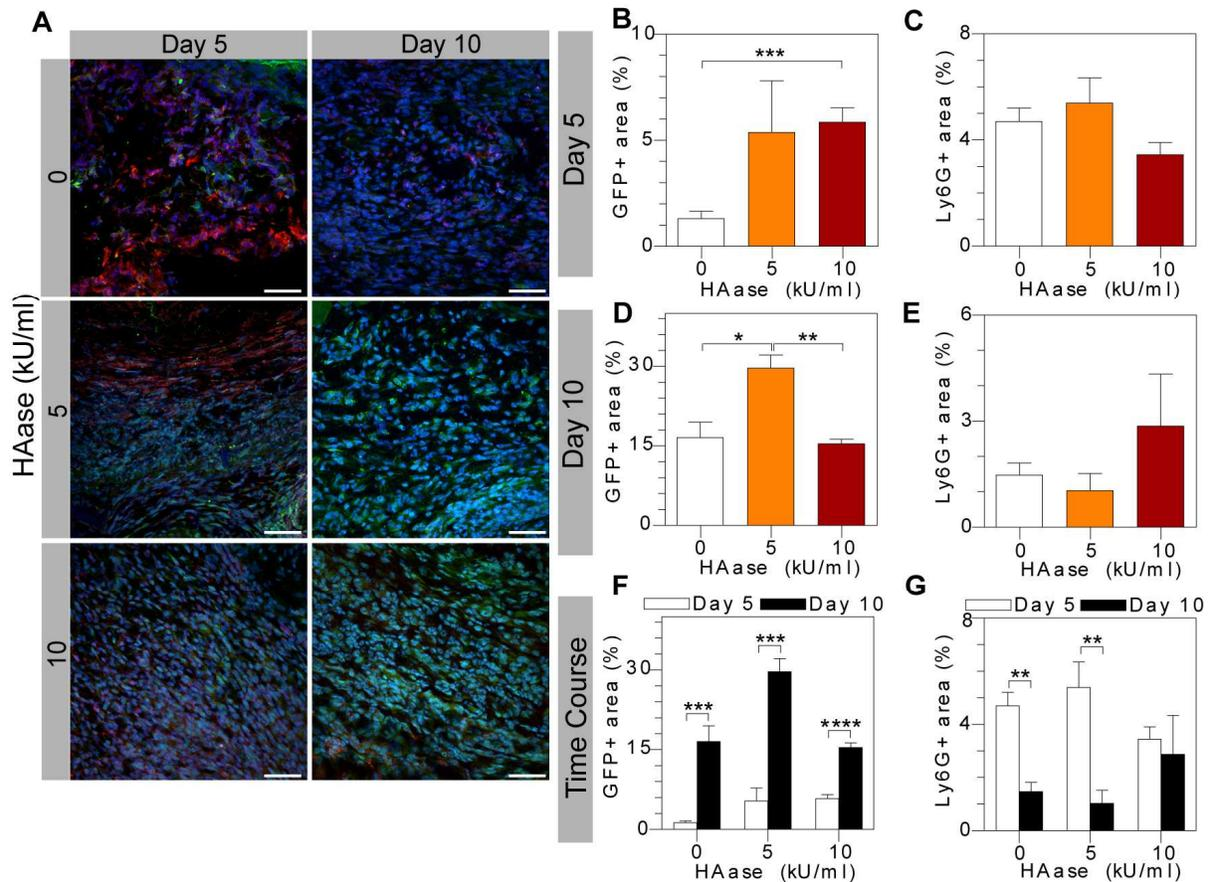 A
Day 5
Day 10
HAase (kU/ml)
0
5
10
Day 5
Day 10
Time Course
B
GFP+ area (%)
10
5
0
***
0 5 10
HAase (kU/ml)
C
Ly6G+ area (%)
8
4
0
0 5 10
HAase (kU/ml)
D
GFP+ area (%)
30
15
0
* **
0 5 10
HAase (kU/ml)
E
Ly6G+ area (%)
6
3
0
0 5 10
HAase (kU/ml)
F
Day 5 Day 10
GFP+ area (%)
30
15
0
*** *** ****
0 5 10
HAase (kU/ml)
G
Day 5 Day 10
Ly6G+ area (%)
8
4
0
** **
0 5 10
HAase (kU/ml)